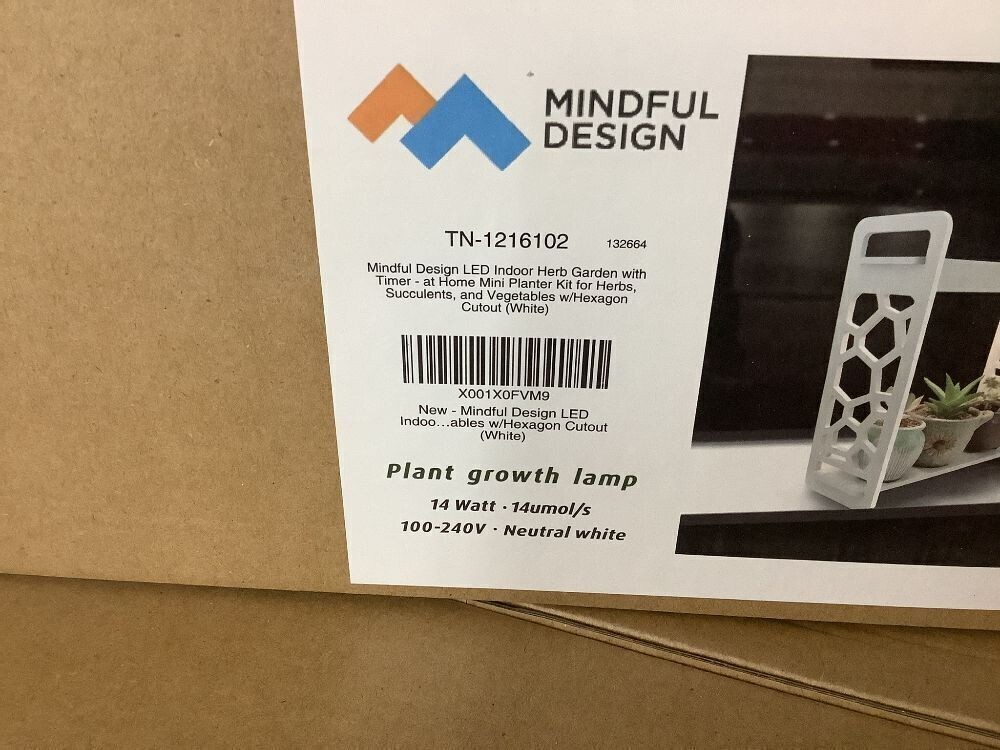 MINDFUL
DESIGN
TN-1216102 132664
Mindful Design LED Indoor Herb Garden with
Timer - at Home Mini Planter Kit for Herbs,
Succulents, and Vegetables w/Hexagon
Cutout (White)
X001X0FVM9
New - Mindful Design LED
Indoo...ables w/Hexagon Cutout
(White)
Plant growth lamp
14 Watt · 14umol/s
100-240V · Neutral white